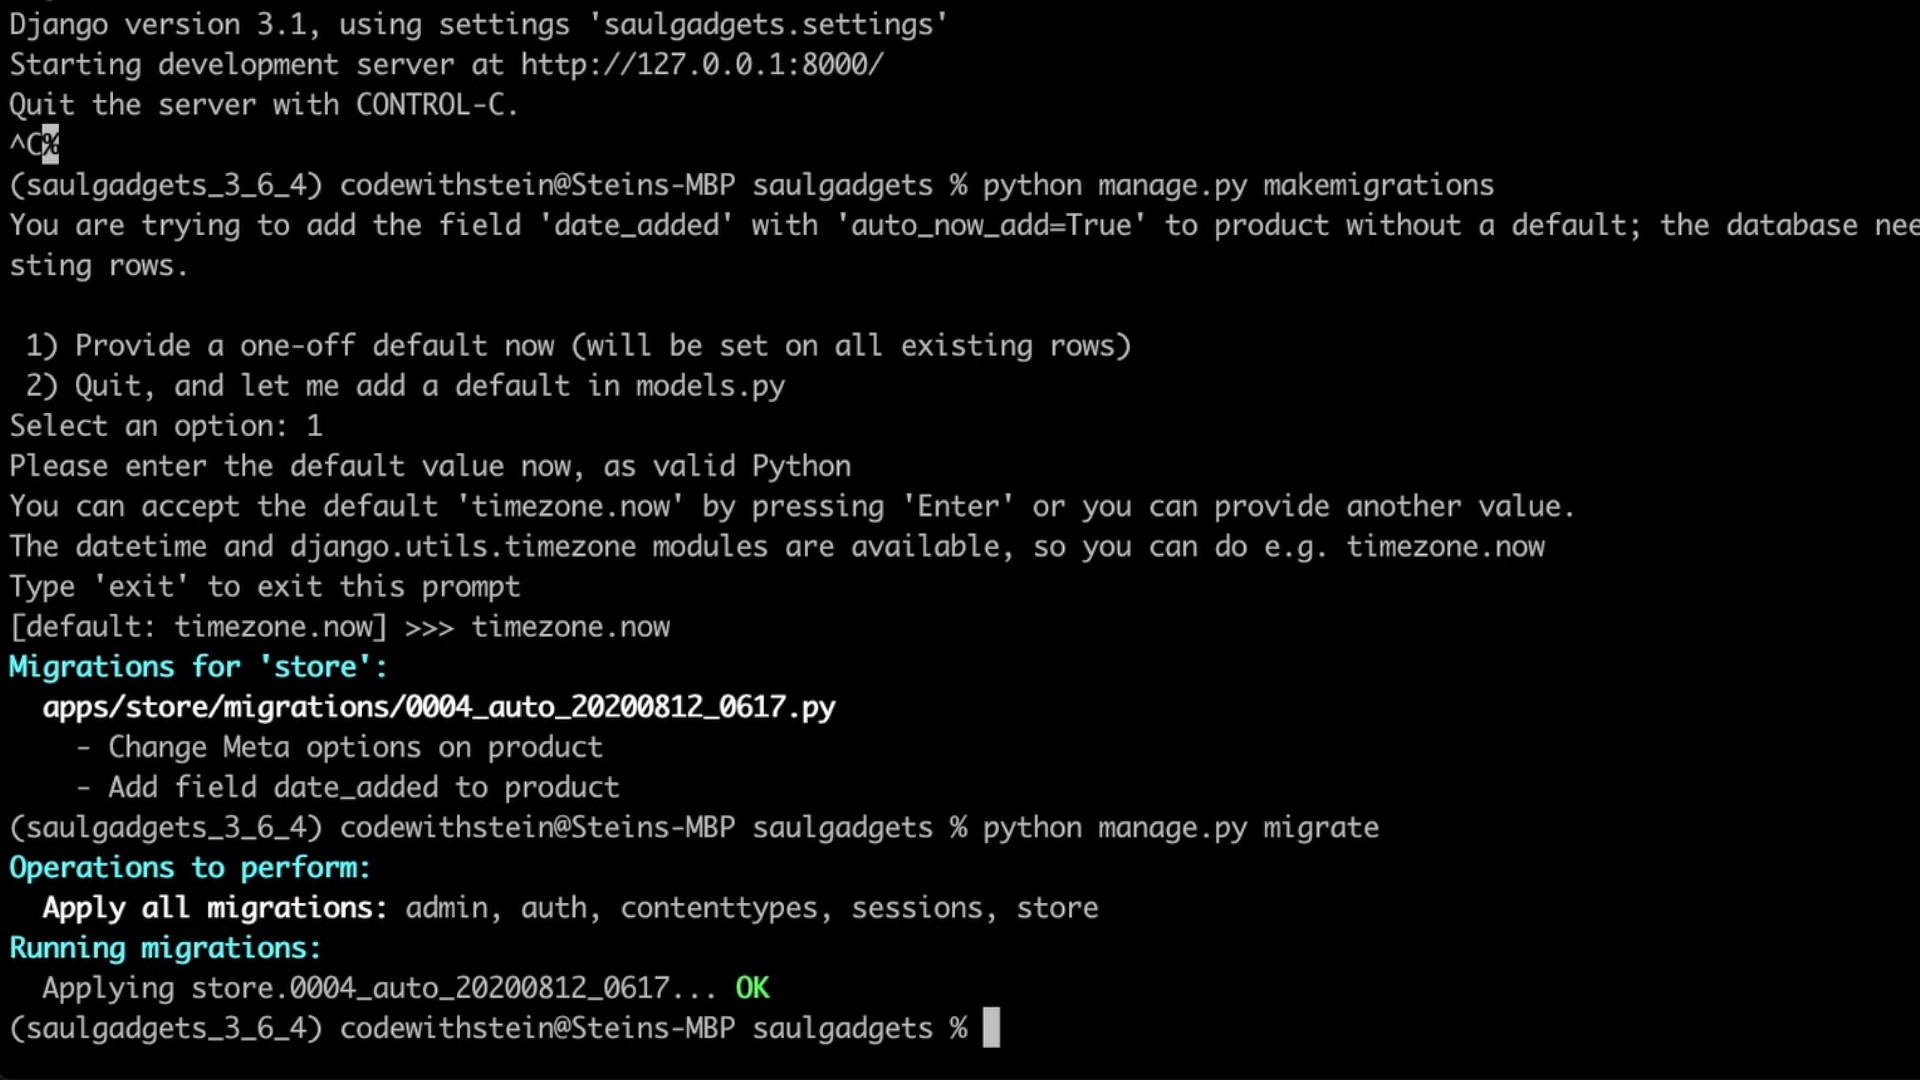 Django version 3.1, using settings 'saulgadgets.settings'
Starting development server at http://127.0.0.1:8000/
Quit the server with CONTROL-C.
^C%
(saulgadgets_3_6_4) codewithstein@Steins-MBP saulgadgets % python manage.py makemigrations
You are trying to add the field 'date_added' with 'auto_now_add=True' to product without a default; the database nee
sting rows.
1) Provide a one-off default now (will be set on all existing rows)
2) Quit, and let me add a default in models.py
Select an option: 1
Please enter the default value now, as valid Python
You can accept the default 'timezone.now' by pressing 'Enter' or you can provide another value.
The datetime and django.utils.timezone modules are available, so you can do e.g. timezone.now
Type 'exit' to exit this prompt
[default: timezone.now] >>> timezone.now
Migrations for 'store':
apps/store/migrations/0004_auto_20200812_0617.py
- Change Meta options on product
- Add field date_added to product
(saulgadgets_3_6_4) codewithstein@Steins-MBP saulgadgets % python manage.py migrate
Operations to perform:
Apply all migrations: admin, auth, contenttypes, sessions, store
Running migrations:
Applying store.0004_auto_20200812_0617... OK
(saulgadgets_3_6_4) codewithstein@Steins-MBP saulgadgets %